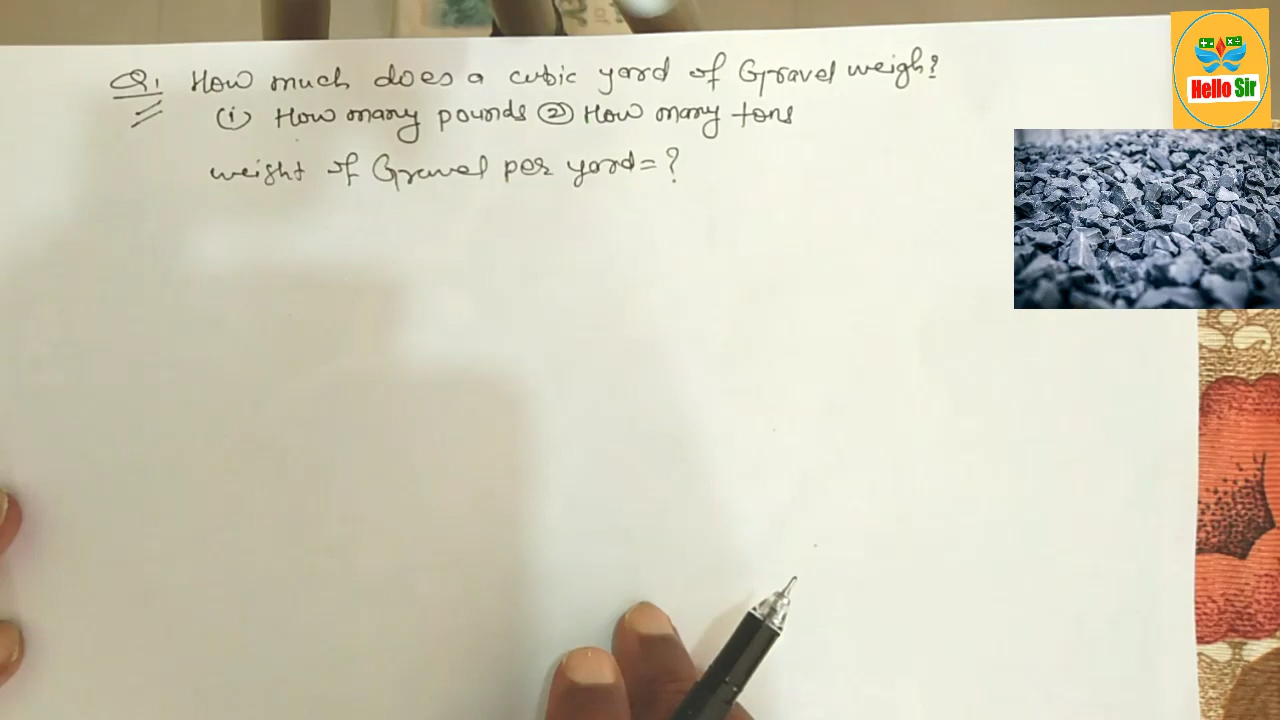 Q1 How much does a cubic yard of Gravel weigh?
(i) How many pounds (2) How many tons
weight of Gravel per yard = ?
Hello Sir